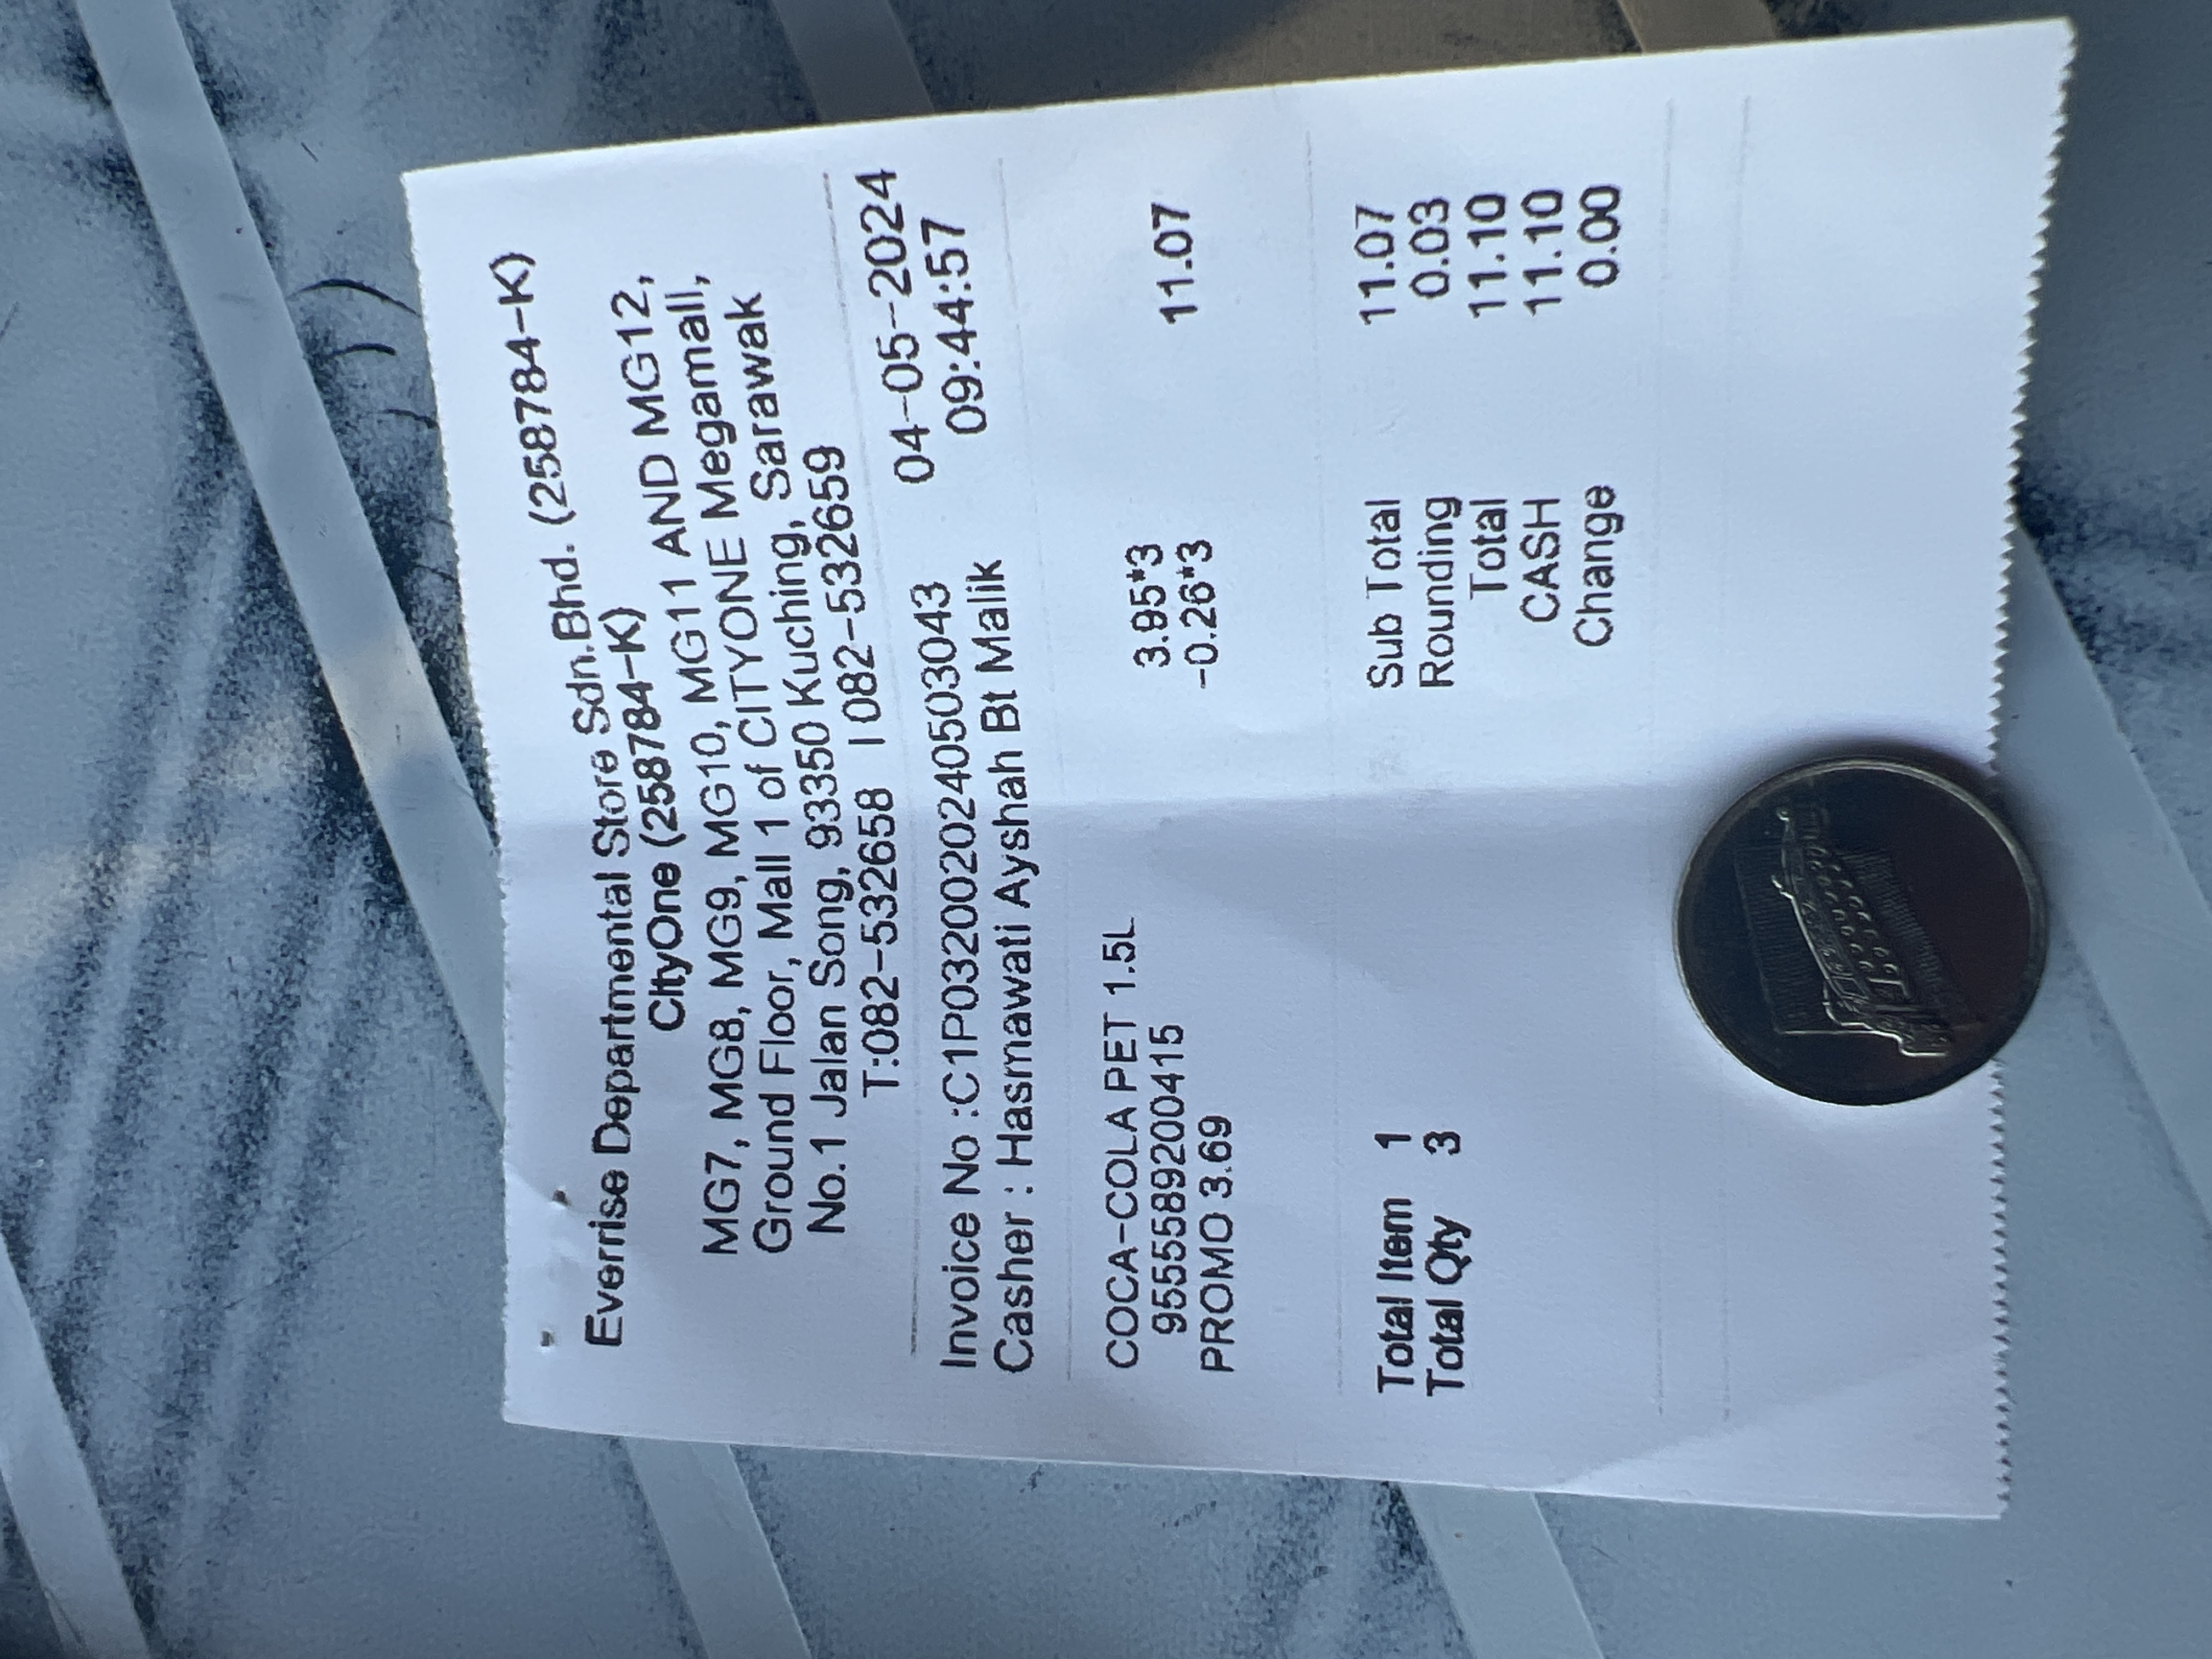 Everrise Departmental Store Sdn.Bhd. (258784-K)
CityOne (258784-K)
MG7, MG8, MG9, MG10, MG11 AND MG12,
Ground Floor, Mall 1 of CITYONE Megamall,
No.1 Jalan Song, 93350 Kuching, Sarawak
T:082-532658 | 082-532659
Invoice No :C1P0320020240503043 04-05-2024
Casher : Hasmawati Ayshah Bt Malik 09:44:57
COCA-COLA PET 1.5L
9555589200415 3.95*3 11.07
PROMO 3.69 -0.26*3
Total Item 1 Sub Total 11.07
Total Qty 3 Rounding 0.03
Total 11.10
CASH 11.10
Change 0.00